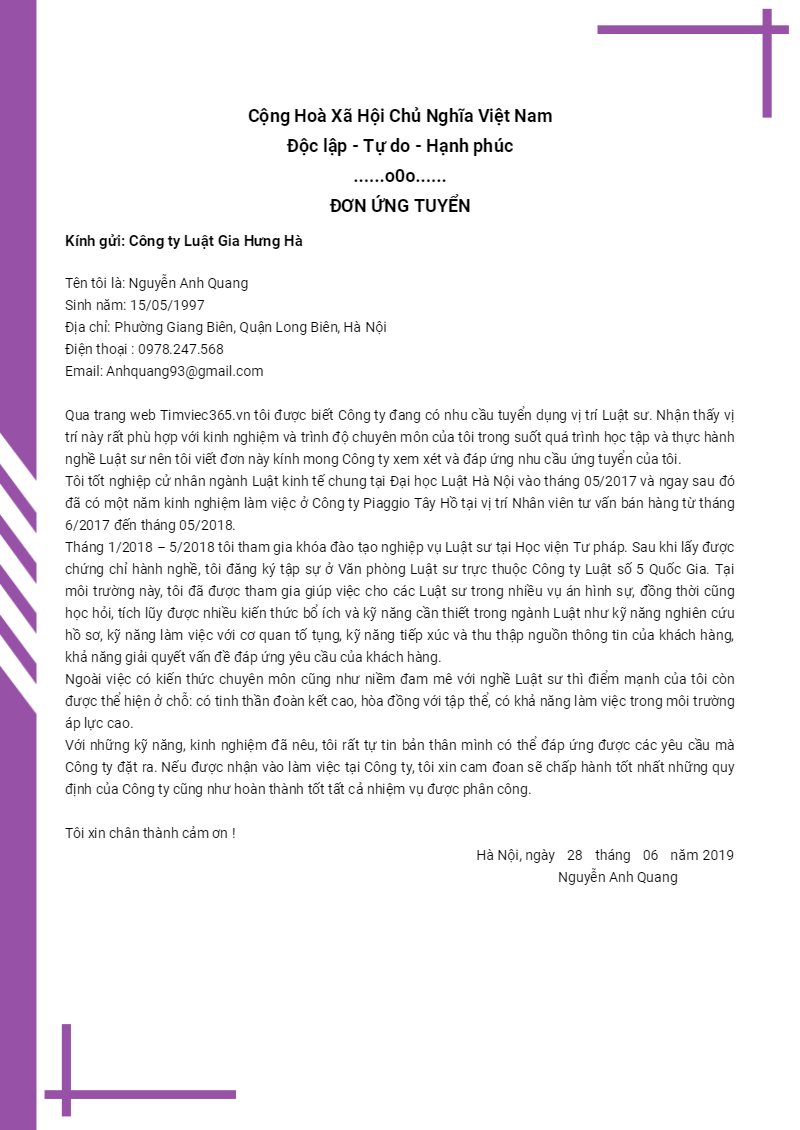 Cộng Hoà Xã Hội Chủ Nghĩa Việt Nam
Độc lập - Tự do - Hạnh phúc
......o0o......
ĐƠN ỨNG TUYỂN
Kính gửi: Công ty Luật Gia Hưng Hà
Tên tôi là: Nguyễn Anh Quang
Sinh năm: 15/05/1997
Địa chỉ: Phường Giang Biên, Quận Long Biên, Hà Nội
Điện thoại : 0978.247.568
Email: Anhquang93@gmail.com
Qua trang web Timviec365.vn tôi được biết Công ty đang có nhu cầu tuyển dụng vị trí Luật sư. Nhận thấy vị
trí này rất phù hợp với kinh nghiệm và trình độ chuyên môn của tôi trong suốt quá trình học tập và thực hành
nghề Luật sư nên tôi viết đơn này kính mong Công ty xem xét và đáp ứng nhu cầu ứng tuyển của tôi.
Tôi tốt nghiệp cử nhân ngành Luật kinh tế chung tại Đại học Luật Hà Nội vào tháng 05/2017 và ngay sau đó
đã có một năm kinh nghiệm làm việc ở Công ty Piaggio Tây Hồ tại vị trí Nhân viên tư vấn bán hàng từ tháng
6/2017 đến tháng 05/2018.
Tháng 1/2018 – 5/2018 tôi tham gia khóa đào tạo nghiệp vụ Luật sư tại Học viện Tư pháp. Sau khi lấy được
chứng chỉ hành nghề, tôi đăng ký tập sự ở Văn phòng Luật sư trực thuộc Công ty Luật số 5 Quốc Gia. Tại
môi trường này, tôi đã được tham gia giúp việc cho các Luật sư trong nhiều vụ án hình sự, đồng thời cũng
học hỏi, tích lũy được nhiều kiến thức bổ ích và kỹ năng cần thiết trong ngành Luật như kỹ năng nghiên cứu
hồ sơ, kỹ năng làm việc với cơ quan tố tụng, kỹ năng tiếp xúc và thu thập nguồn thông tin của khách hàng,
khả năng giải quyết vấn đề đáp ứng yêu cầu của khách hàng.
Ngoài việc có kiến thức chuyên môn cũng như niềm đam mê với nghề Luật sư thì điểm mạnh của tôi còn
được thể hiện ở chỗ: có tinh thần đoàn kết cao, hòa đồng với tập thể, có khả năng làm việc trong môi trường
áp lực cao.
Với những kỹ năng, kinh nghiệm đã nêu, tôi rất tự tin bản thân mình có thể đáp ứng được các yêu cầu mà
Công ty đặt ra. Nếu được nhận vào làm việc tại Công ty, tôi xin cam đoan sẽ chấp hành tốt nhất những quy
định của Công ty cũng như hoàn thành tốt tất cả nhiệm vụ được phân công.
Tôi xin chân thành cảm ơn !
Hà Nội, ngày 28 tháng 06 năm 2019
Nguyễn Anh Quang